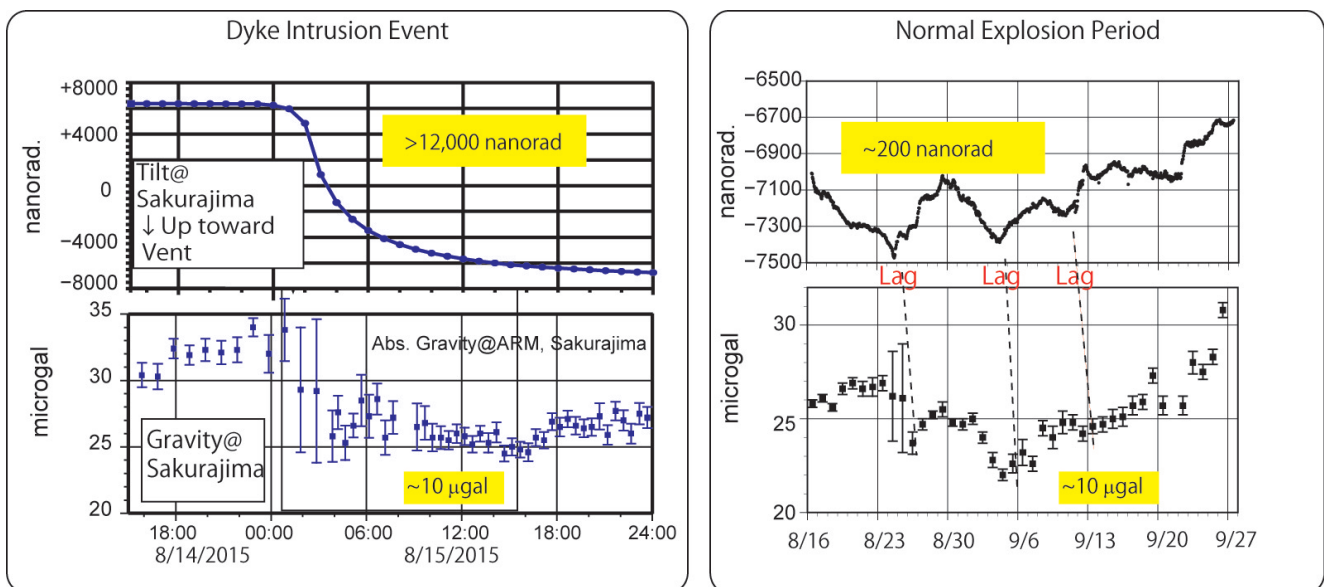 Dyke Intrusion Event
+8000
+4000
0
−4000
−8000
nanorad.
>12,000 nanorad
Tilt@
Sakurajima
↓ Up toward
Vent
35
30
25
20
microgal
Abs. Gravity@ARM, Sakurajima
Gravity@
Sakurajima
~10 μgal
18:00 00:00 06:00 12:00 18:00 24:00
8/14/2015 8/15/2015
Normal Explosion Period
−6500
−6700
−6900
−7100
−7300
−7500
nanorad.
~200 nanorad
Lag Lag Lag
30
25
20
microgal
~10 μgal
8/16 8/23 8/30 9/6 9/13 9/20 9/27